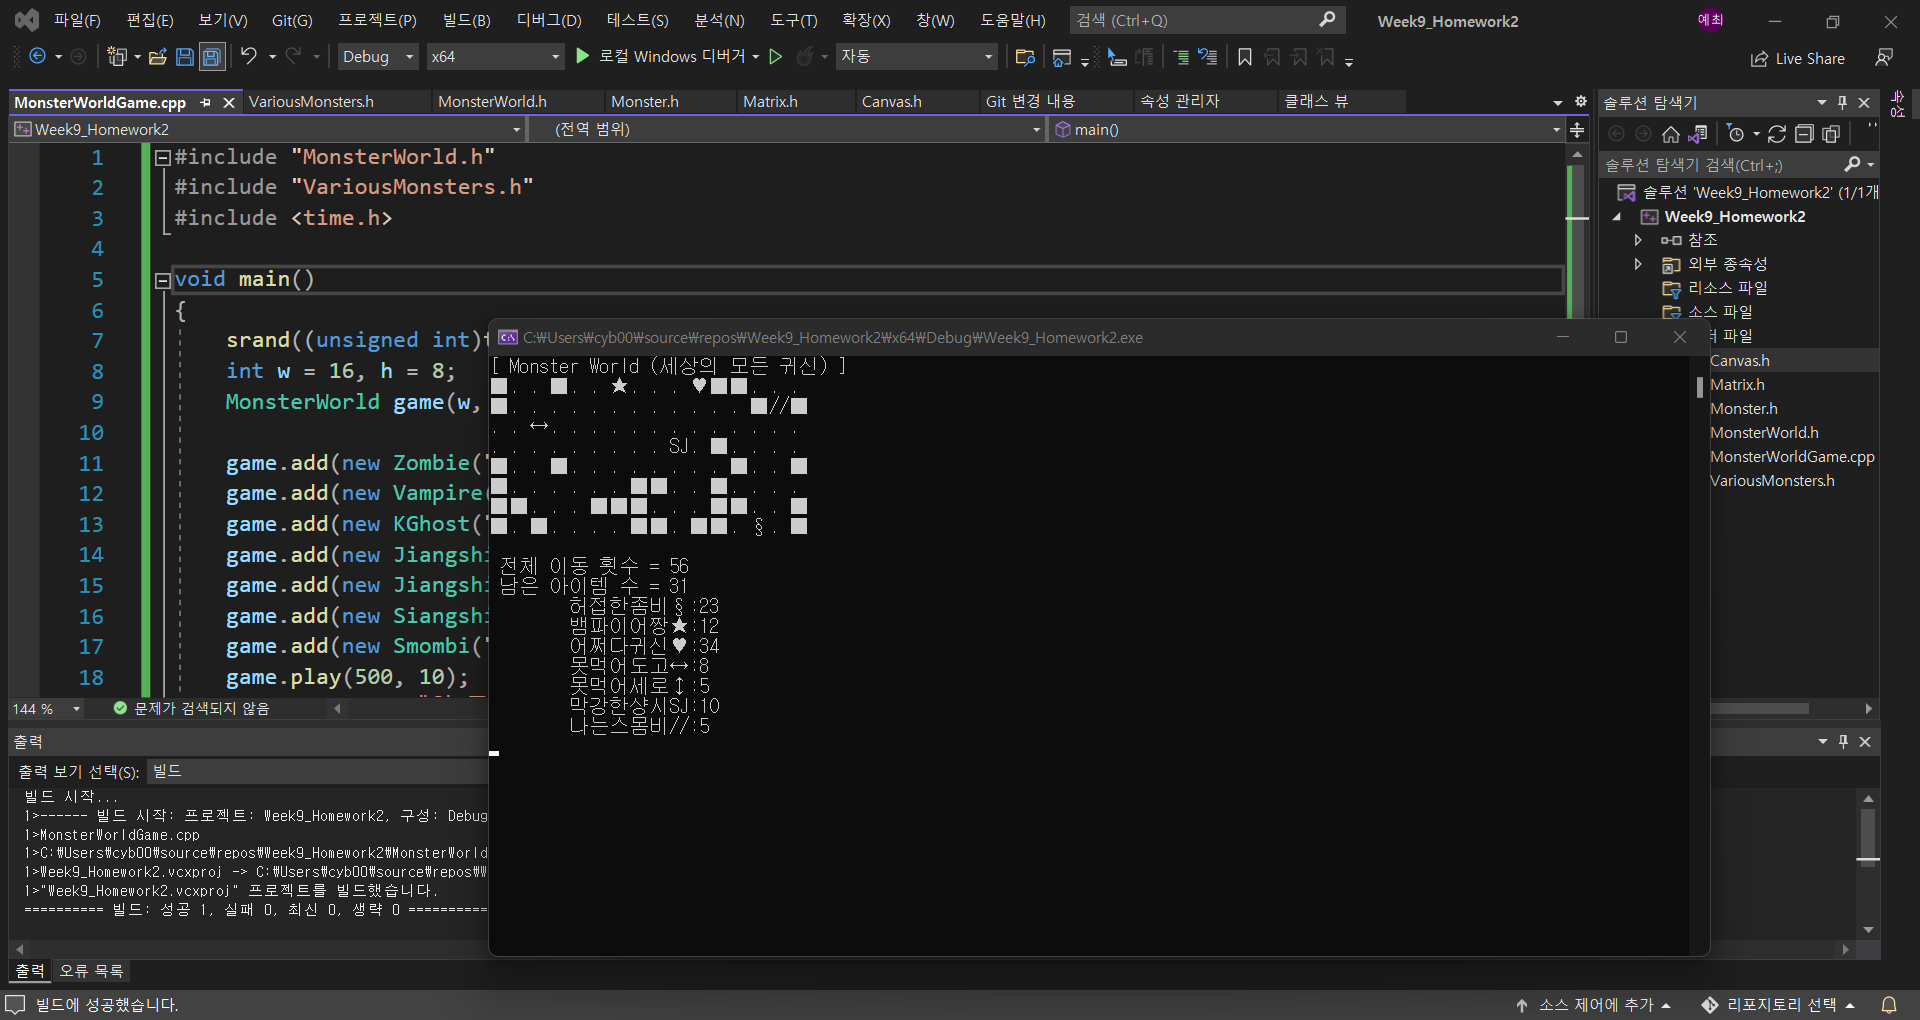 파일(F) 편집(E) 보기(V) Git(G) 프로젝트(P) 빌드(B) 디버그(D) 테스트(S) 분석(N) 도구(T) 확장(X) 창(W) 도움말(H) 검색 (Ctrl+Q) Week9_Homework2 예최
Debug x64 로컬 Windows 디버거 자동 Live Share
MonsterWorldGame.cpp VariousMonsters.h MonsterWorld.h Monster.h Matrix.h Canvas.h Git 변경 내용 속성 관리자 클래스 뷰
Week9_Homework2 (전역 범위) main()
1 #include "MonsterWorld.h"
2 #include "VariousMonsters.h"
3 #include <time.h>
4
5 void main()
6 {
7 srand((unsigned int)t
8 int w = 16, h = 8;
9 MonsterWorld game(w,
10
11 game.add(new Zombie("
12 game.add(new Vampire(
13 game.add(new KGhost("
14 game.add(new Jiangshi
15 game.add(new Jiangshi
16 game.add(new Siangshi
17 game.add(new Smombi("
18 game.play(500, 10);
144 % 문제가 검색되지 않음
C:\Users\cyb00\source\repos\Week9_Homework2\x64\Debug\Week9_Homework2.exe
[ Monster World (세상의 모든 귀신) ]
■. . ■. . ★. . . ♥■■. . .
■. . . . . . . . . . . . ■//■
. . ↔. . . . . . . . . . . . .
. . . . . . . . . SJ. ■. . . .
■. . ■. . . . . . . . ■. . ■
■. . . . . . ■■. . ■. . . .
■■. . . ■■■. . . ■■. . ■
■. ■. . . . ■■. ■■. § . ■
전체 이동 횟수 = 56
남은 아이템 수 = 31
허접한좀비§:23
뱀파이어짱★:12
어쩌다귀신♥:34
못먹어도고↔:8
못먹어세로↕:5
막강한샹시SJ:10
나는스몸비//:5
솔루션 탐색기
솔루션 탐색기 검색(Ctrl+;)
솔루션 'Week9_Homework2' (1/1개
Week9_Homework2
참조
외부 종속성
리소스 파일
소스 파일
더 파일
Canvas.h
Matrix.h
Monster.h
MonsterWorld.h
MonsterWorldGame.cpp
VariousMonsters.h
속성
출력
출력 보기 선택(S): 빌드
빌드 시작...
1>------ 빌드 시작: 프로젝트: Week9_Homework2, 구성: Debug
1>MonsterWorldGame.cpp
1>C:\Users\cyb00\source\repos\Week9_Homework2\MonsterWorld
1>Week9_Homework2.vcxproj -> C:\Users\cyb00\source\repos\W
1>"Week9_Homework2.vcxproj" 프로젝트를 빌드했습니다.
========== 빌드: 성공 1, 실패 0, 최신 0, 생략 0 ==========
출력 오류 목록
빌드에 성공했습니다. 소스 제어에 추가 리포지토리 선택